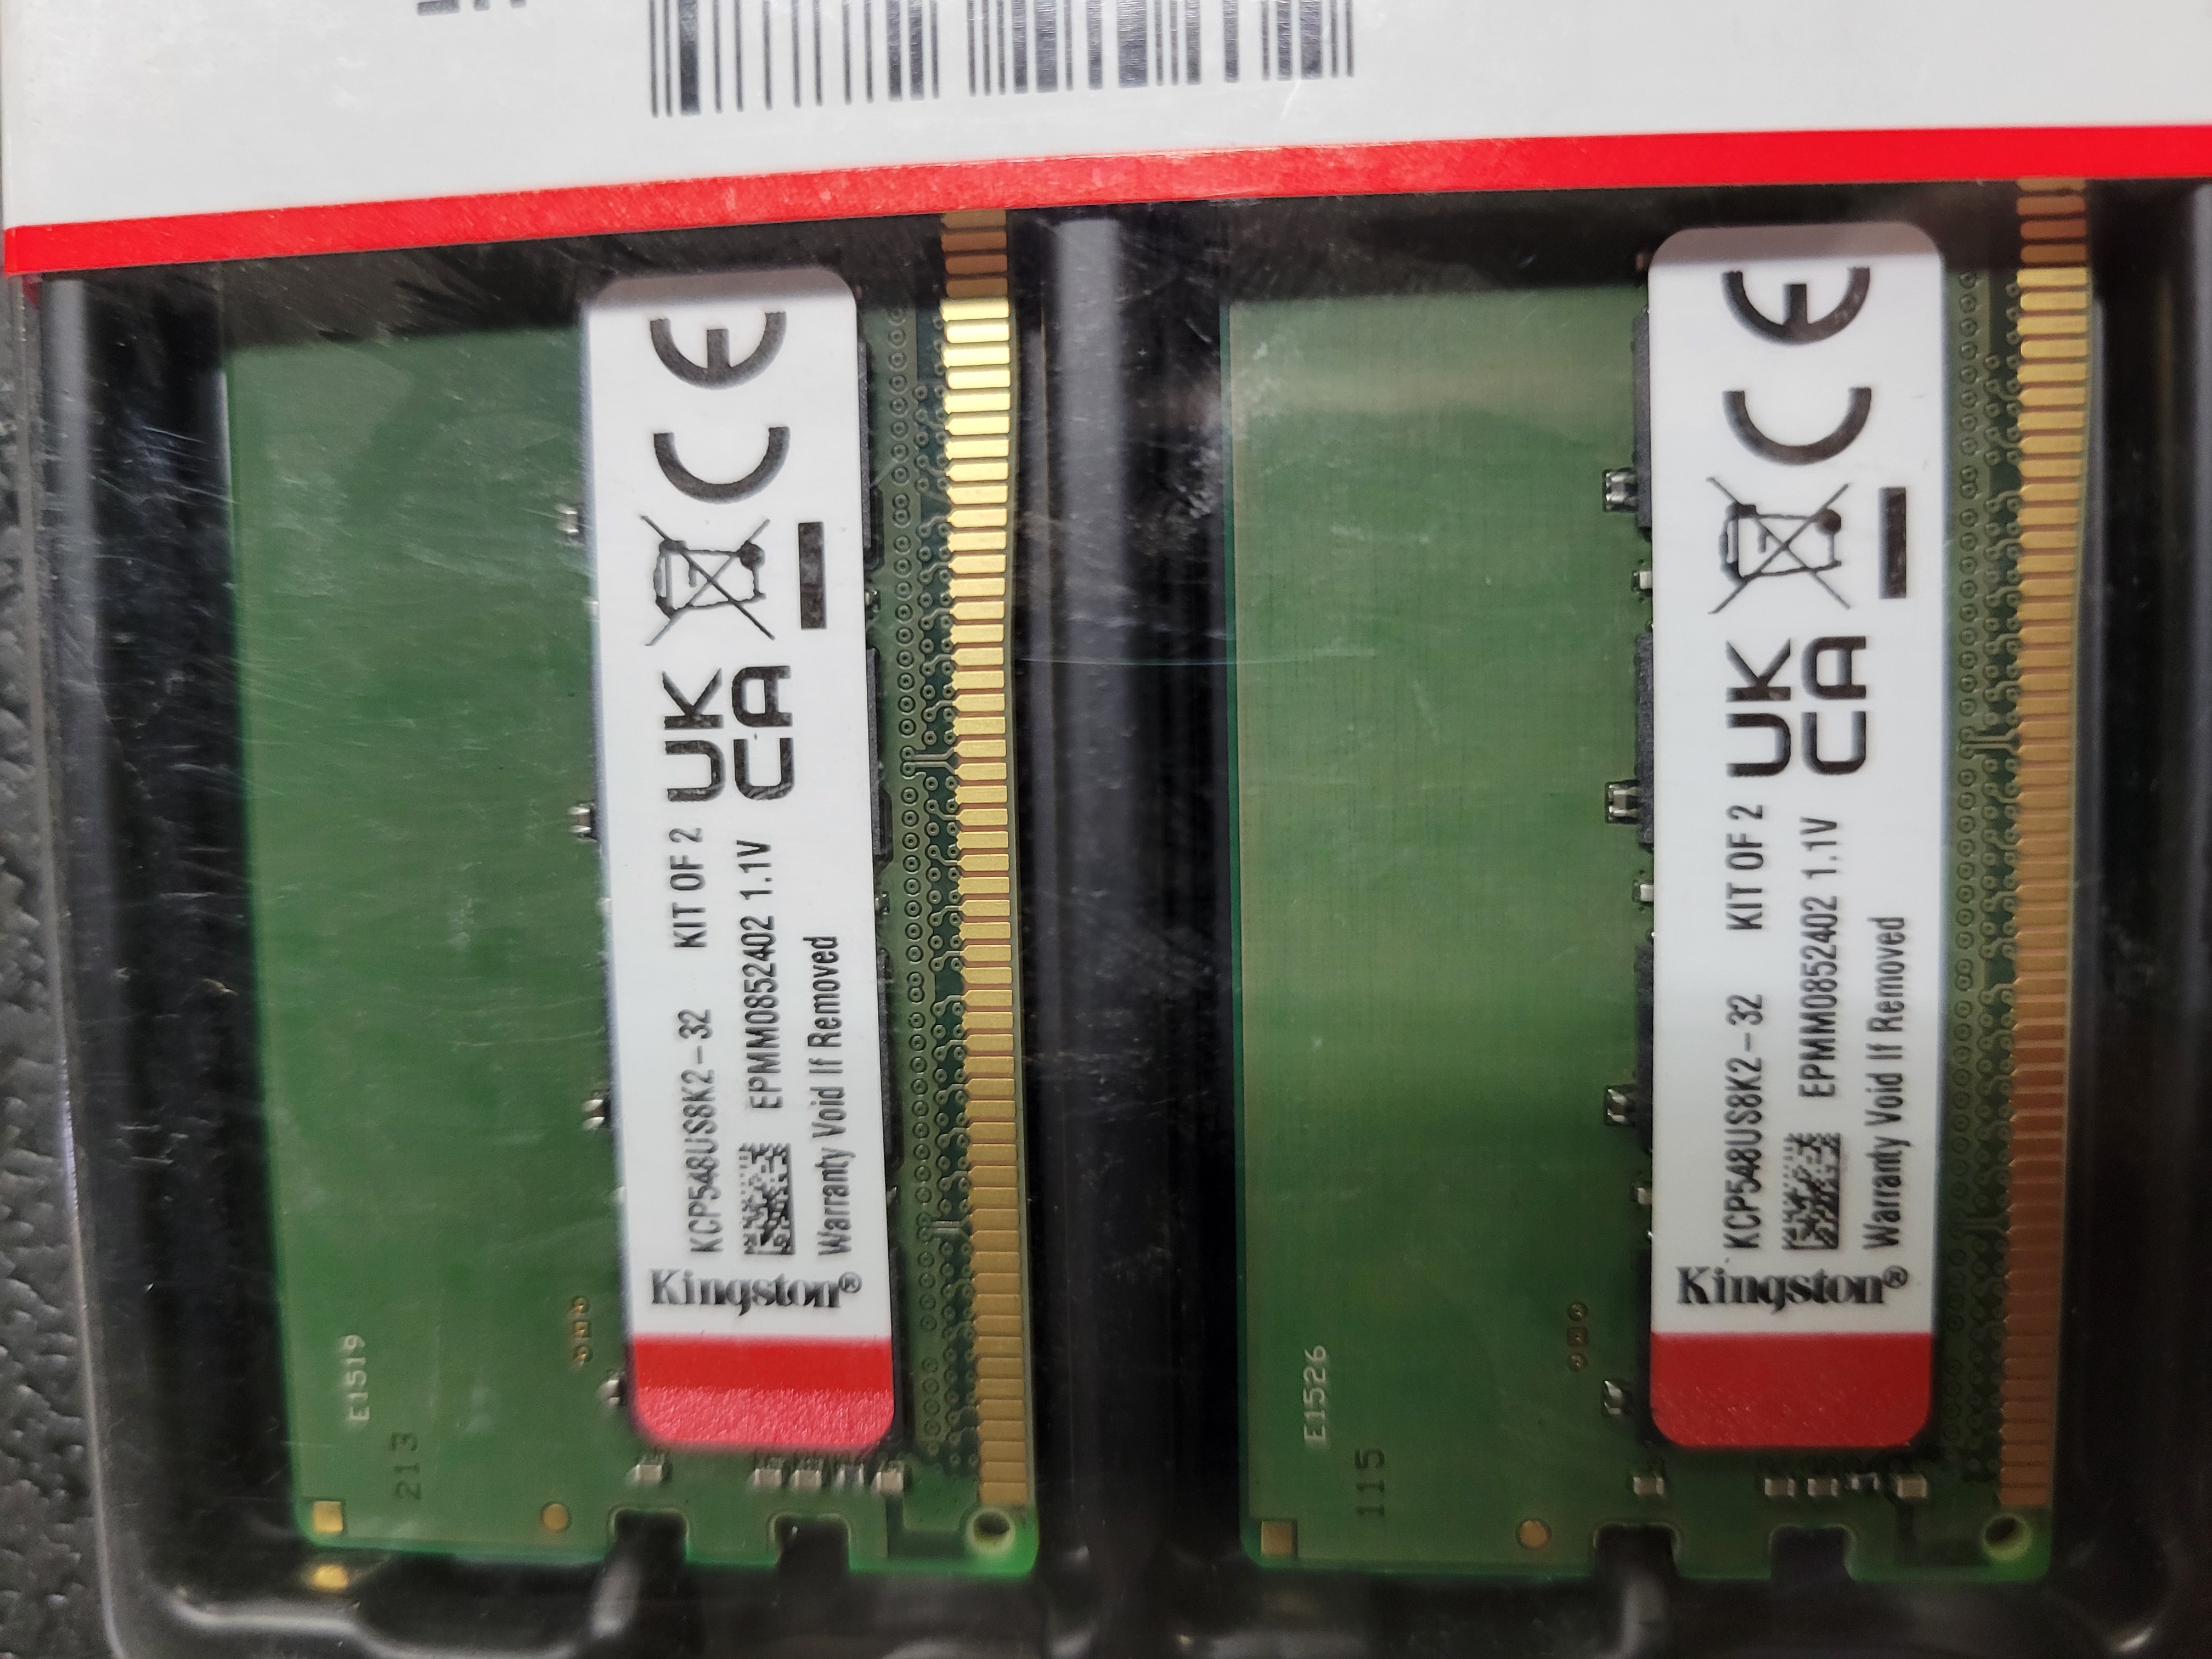 Kingston®
KCP548US8K2-32 KIT OF 2
EPMM0852402 1.1V
Warranty Void If Removed
UK
CA
CE
E1519
213
Kingston®
KCP548US8K2-32 KIT OF 2
EPMM0852402 1.1V
Warranty Void If Removed
UK
CA
CE
E1526
115